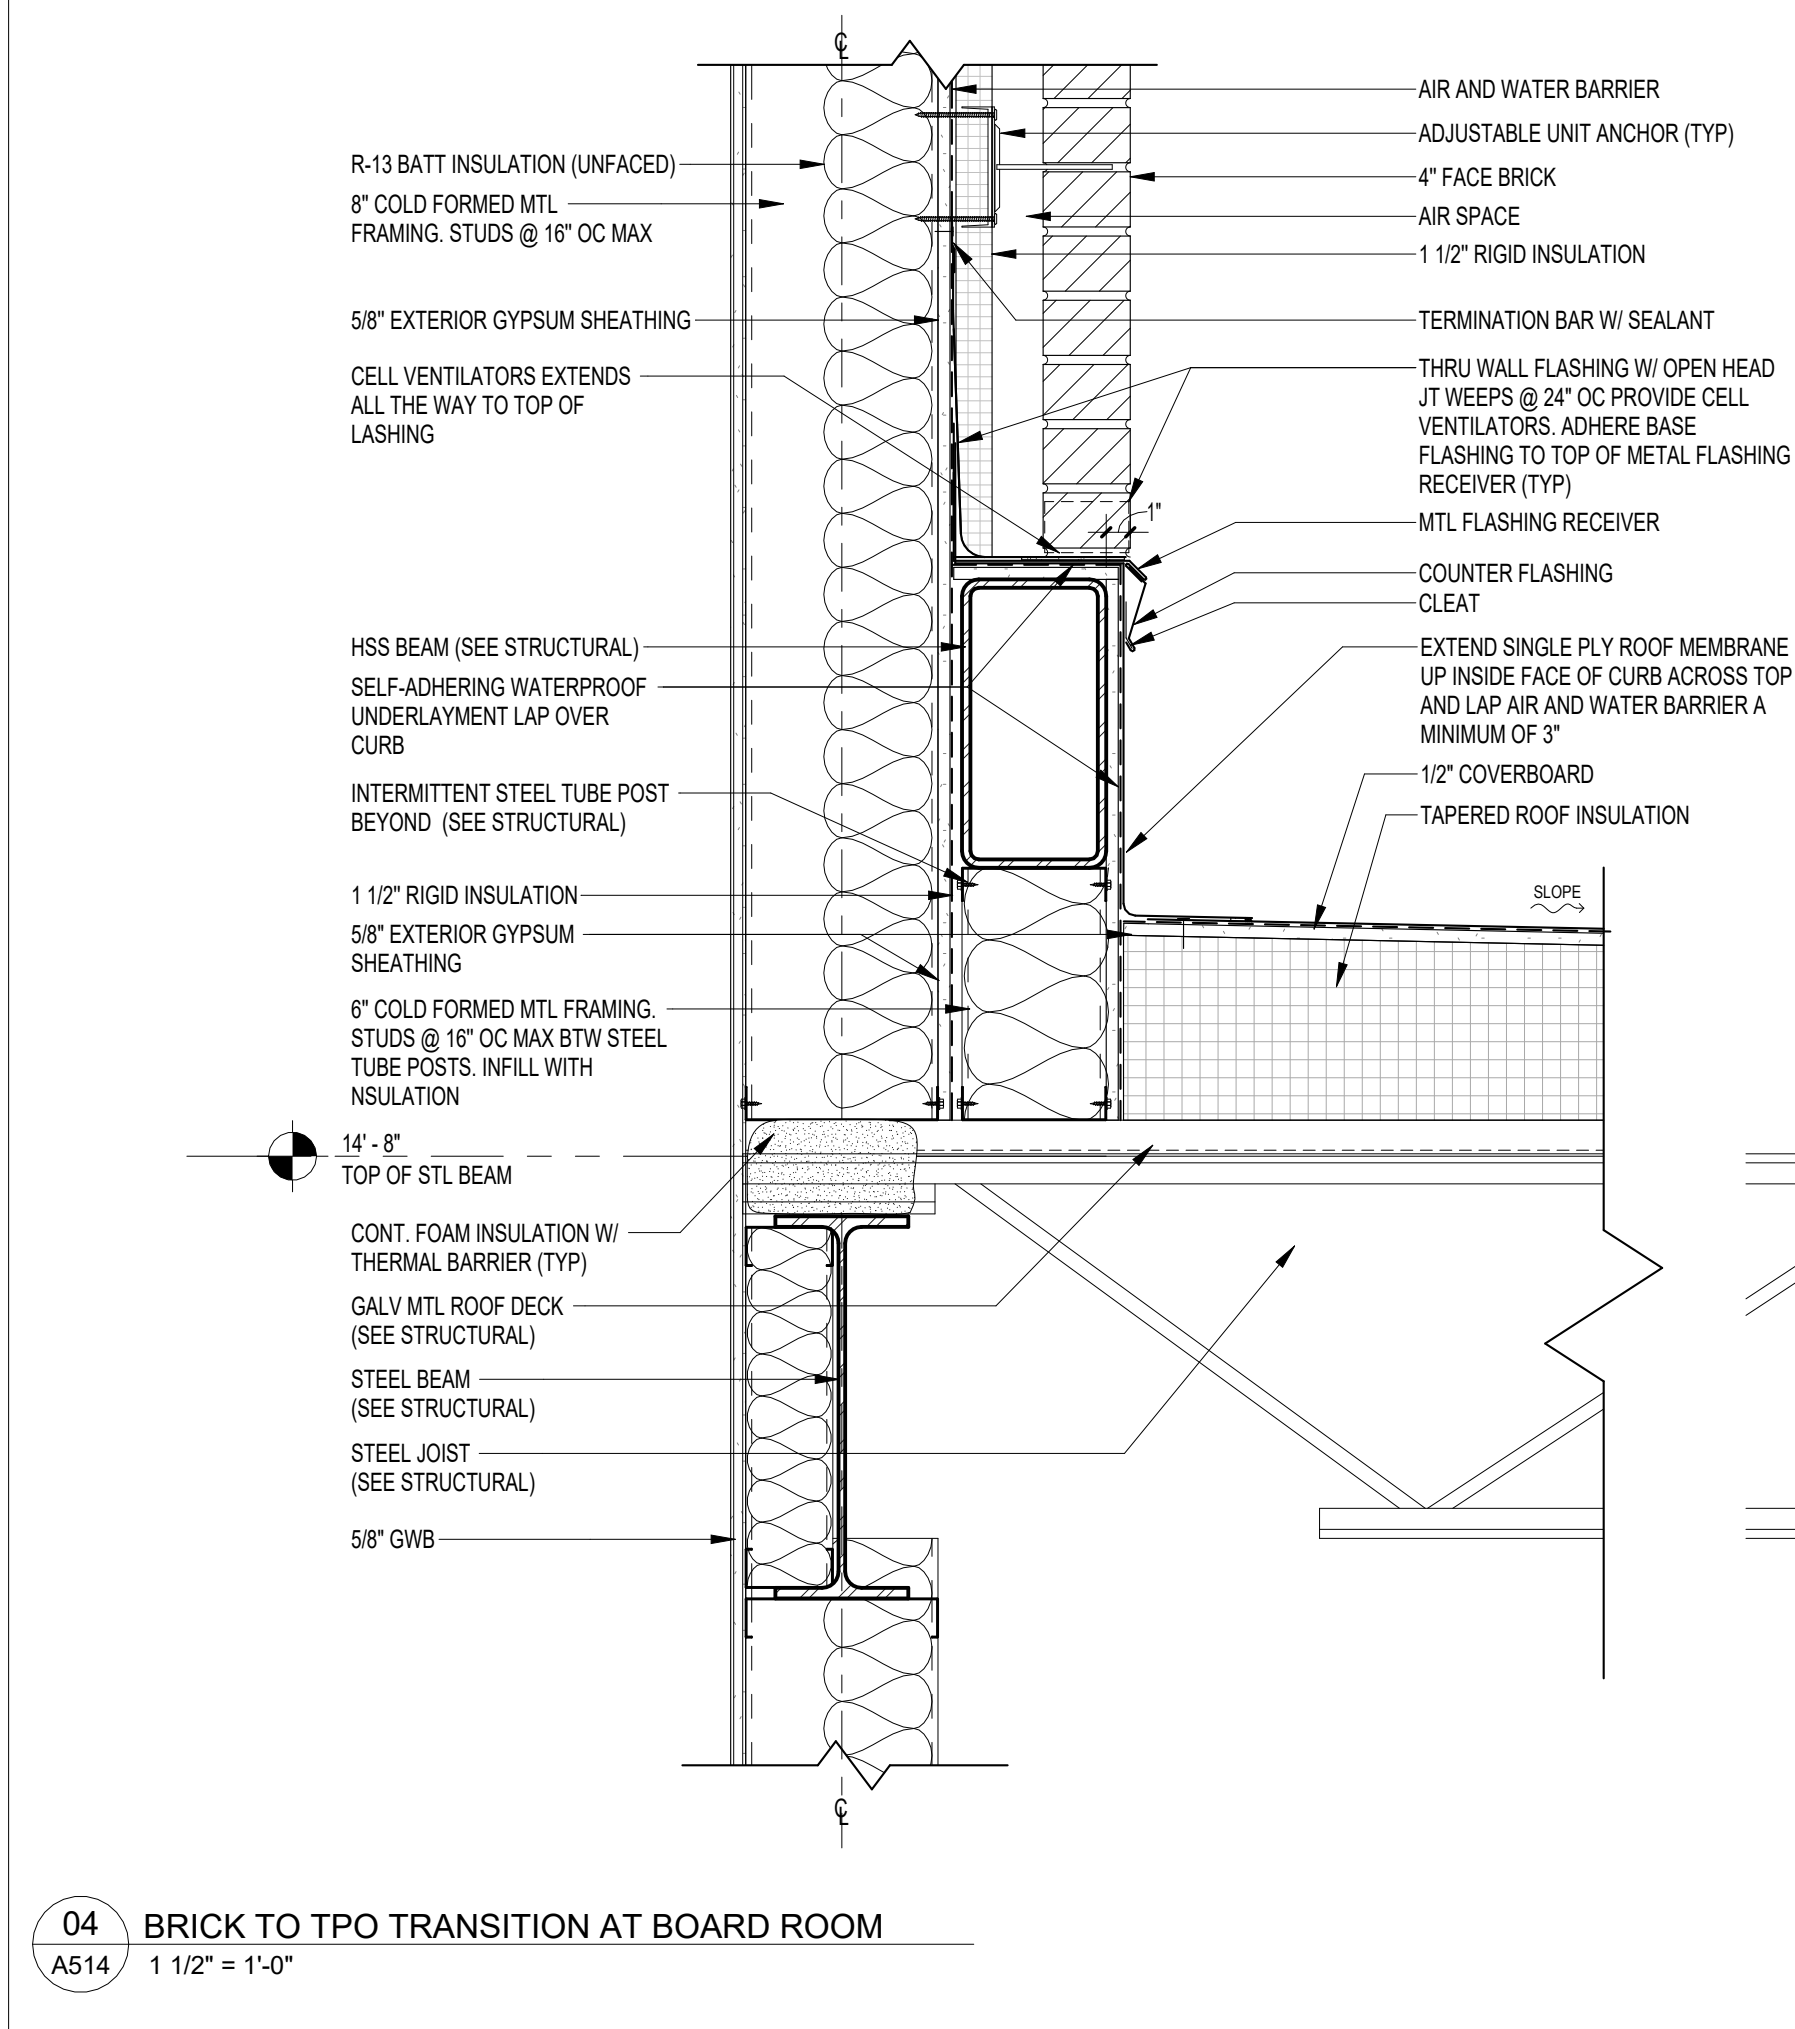 ℄
R-13 BATT INSULATION (UNFACED)
8" COLD FORMED MTL
FRAMING. STUDS @ 16" OC MAX
5/8" EXTERIOR GYPSUM SHEATHING
CELL VENTILATORS EXTENDS
ALL THE WAY TO TOP OF
LASHING
HSS BEAM (SEE STRUCTURAL)
SELF-ADHERING WATERPROOF
UNDERLAYMENT LAP OVER
CURB
INTERMITTENT STEEL TUBE POST
BEYOND (SEE STRUCTURAL)
1 1/2" RIGID INSULATION
5/8" EXTERIOR GYPSUM
SHEATHING
6" COLD FORMED MTL FRAMING.
STUDS @ 16" OC MAX BTW STEEL
TUBE POSTS. INFILL WITH
NSULATION
14' - 8"
TOP OF STL BEAM
CONT. FOAM INSULATION W/
THERMAL BARRIER (TYP)
GALV MTL ROOF DECK
(SEE STRUCTURAL)
STEEL BEAM
(SEE STRUCTURAL)
STEEL JOIST
(SEE STRUCTURAL)
5/8" GWB
AIR AND WATER BARRIER
ADJUSTABLE UNIT ANCHOR (TYP)
4" FACE BRICK
AIR SPACE
1 1/2" RIGID INSULATION
TERMINATION BAR W/ SEALANT
THRU WALL FLASHING W/ OPEN HEAD
JT WEEPS @ 24" OC PROVIDE CELL
VENTILATORS. ADHERE BASE
FLASHING TO TOP OF METAL FLASHING
RECEIVER (TYP)
1"
MTL FLASHING RECEIVER
COUNTER FLASHING
CLEAT
EXTEND SINGLE PLY ROOF MEMBRANE
UP INSIDE FACE OF CURB ACROSS TOP
AND LAP AIR AND WATER BARRIER A
MINIMUM OF 3"
1/2" COVERBOARD
TAPERED ROOF INSULATION
SLOPE
℄
04
BRICK TO TPO TRANSITION AT BOARD ROOM
A514
1 1/2" = 1'-0"